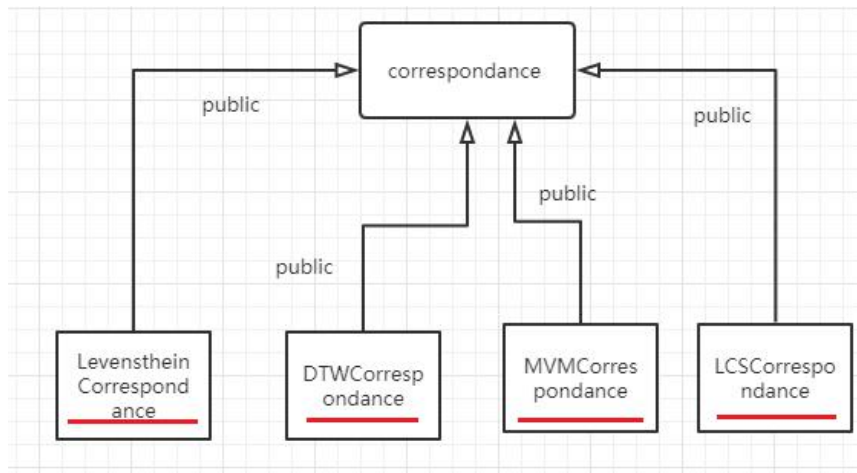 correspondance
public
public
public
public
Levensthein
Correspond
ance
DTWCorresp
ondance
MVMCorres
pondance
LCSCorrespo
ndance